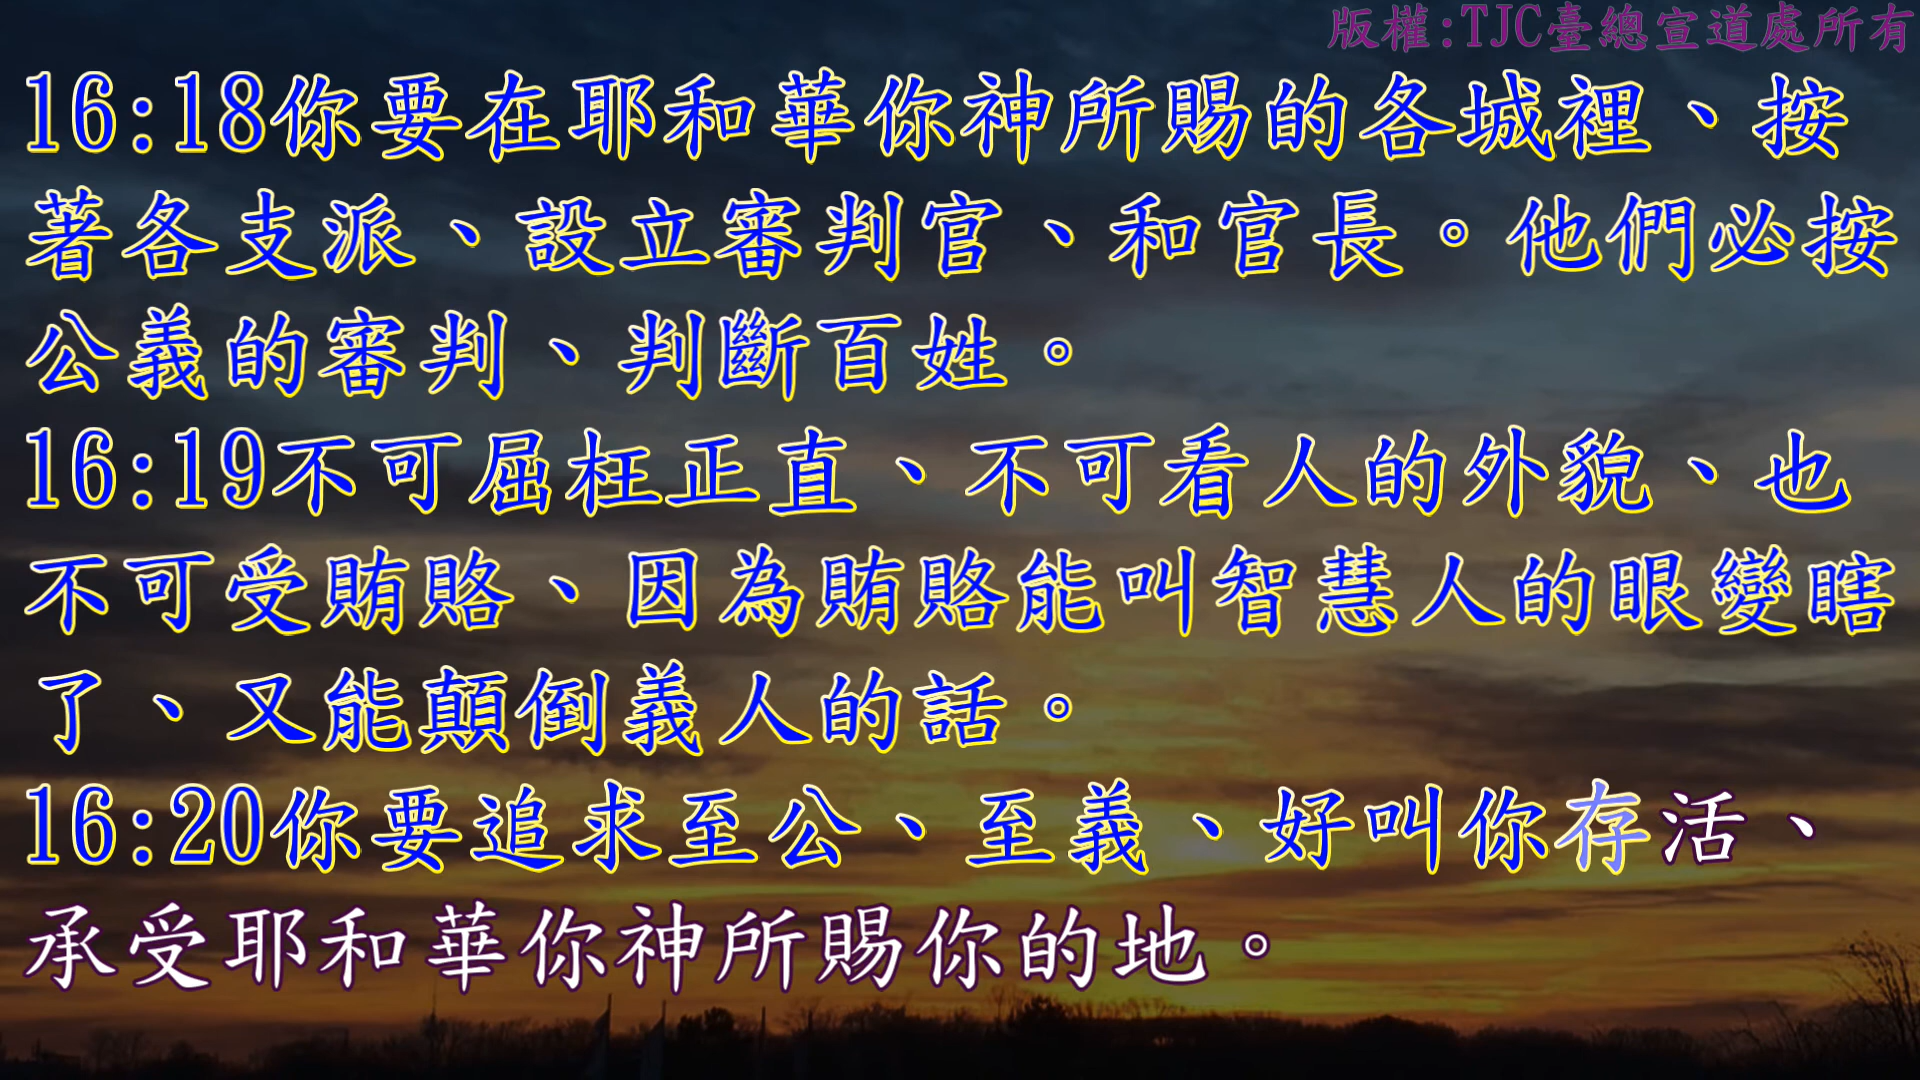 版權:TJC臺總宣道處所有
16:18你要在耶和華你神所賜的各城裡、按
著各支派、設立審判官、和官長。他們必按
公義的審判、判斷百姓。
16:19不可屈枉正直、不可看人的外貌、也
不可受賄賂、因為賄賂能叫智慧人的眼變瞎
了、又能顛倒義人的話。
16:20你要追求至公、至義、好叫你存活、
承受耶和華你神所賜你的地。